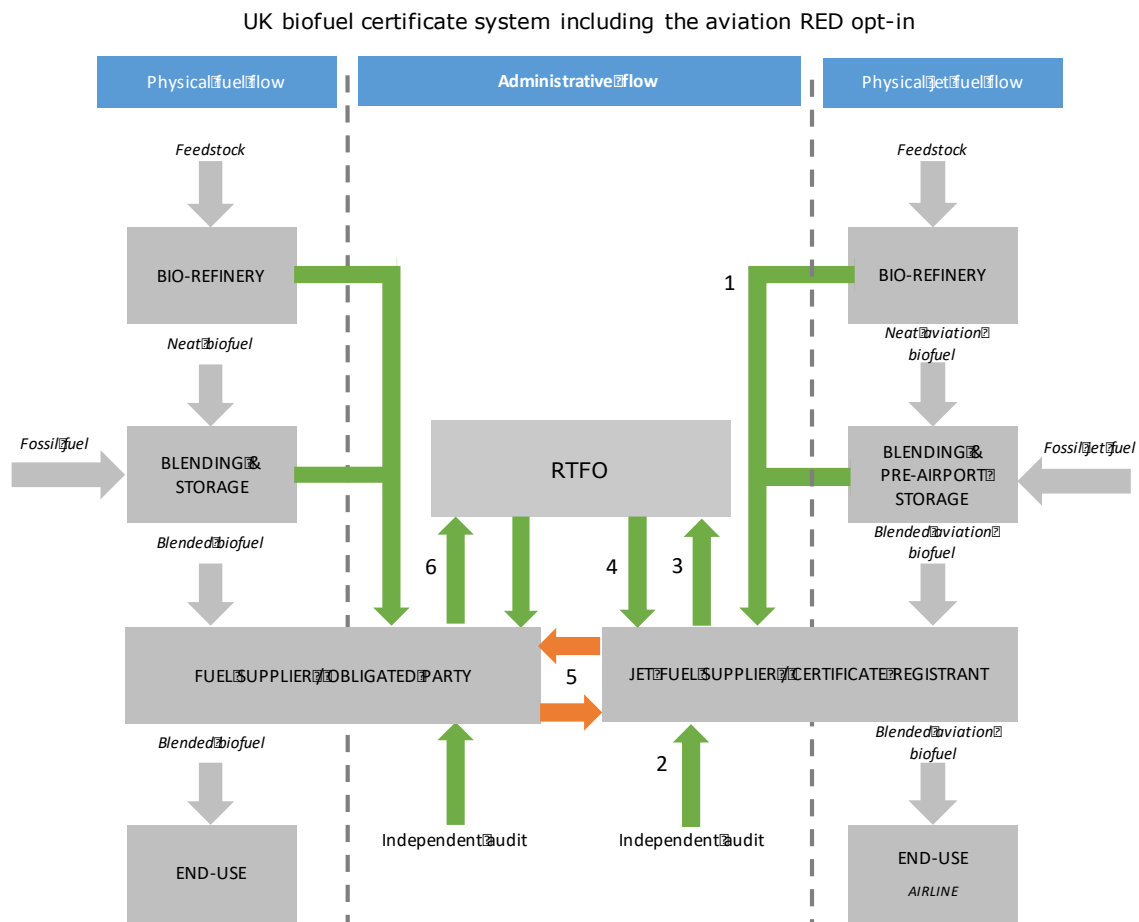 UK biofuel certificate system including the aviation RED opt-in
Physical fuel flow
Administrative flow
Physical jet fuel flow
Feedstock
Feedstock
BIO-REFINERY
1
BIO-REFINERY
Neat biofuel
Neat aviation
biofuel
Fossil fuel
BLENDING &
STORAGE
RTFO
BLENDING &
PRE-AIRPORT
STORAGE
Fossil jet fuel
Blended biofuel
Blended aviation
biofuel
6
4
3
FUEL SUPPLIER / OBLIGATED PARTY
5
JET FUEL SUPPLIER / CERTIFICATE REGISTRANT
Blended biofuel
2
Blended aviation
biofuel
Independent audit
Independent audit
END-USE
END-USE
AIRLINE